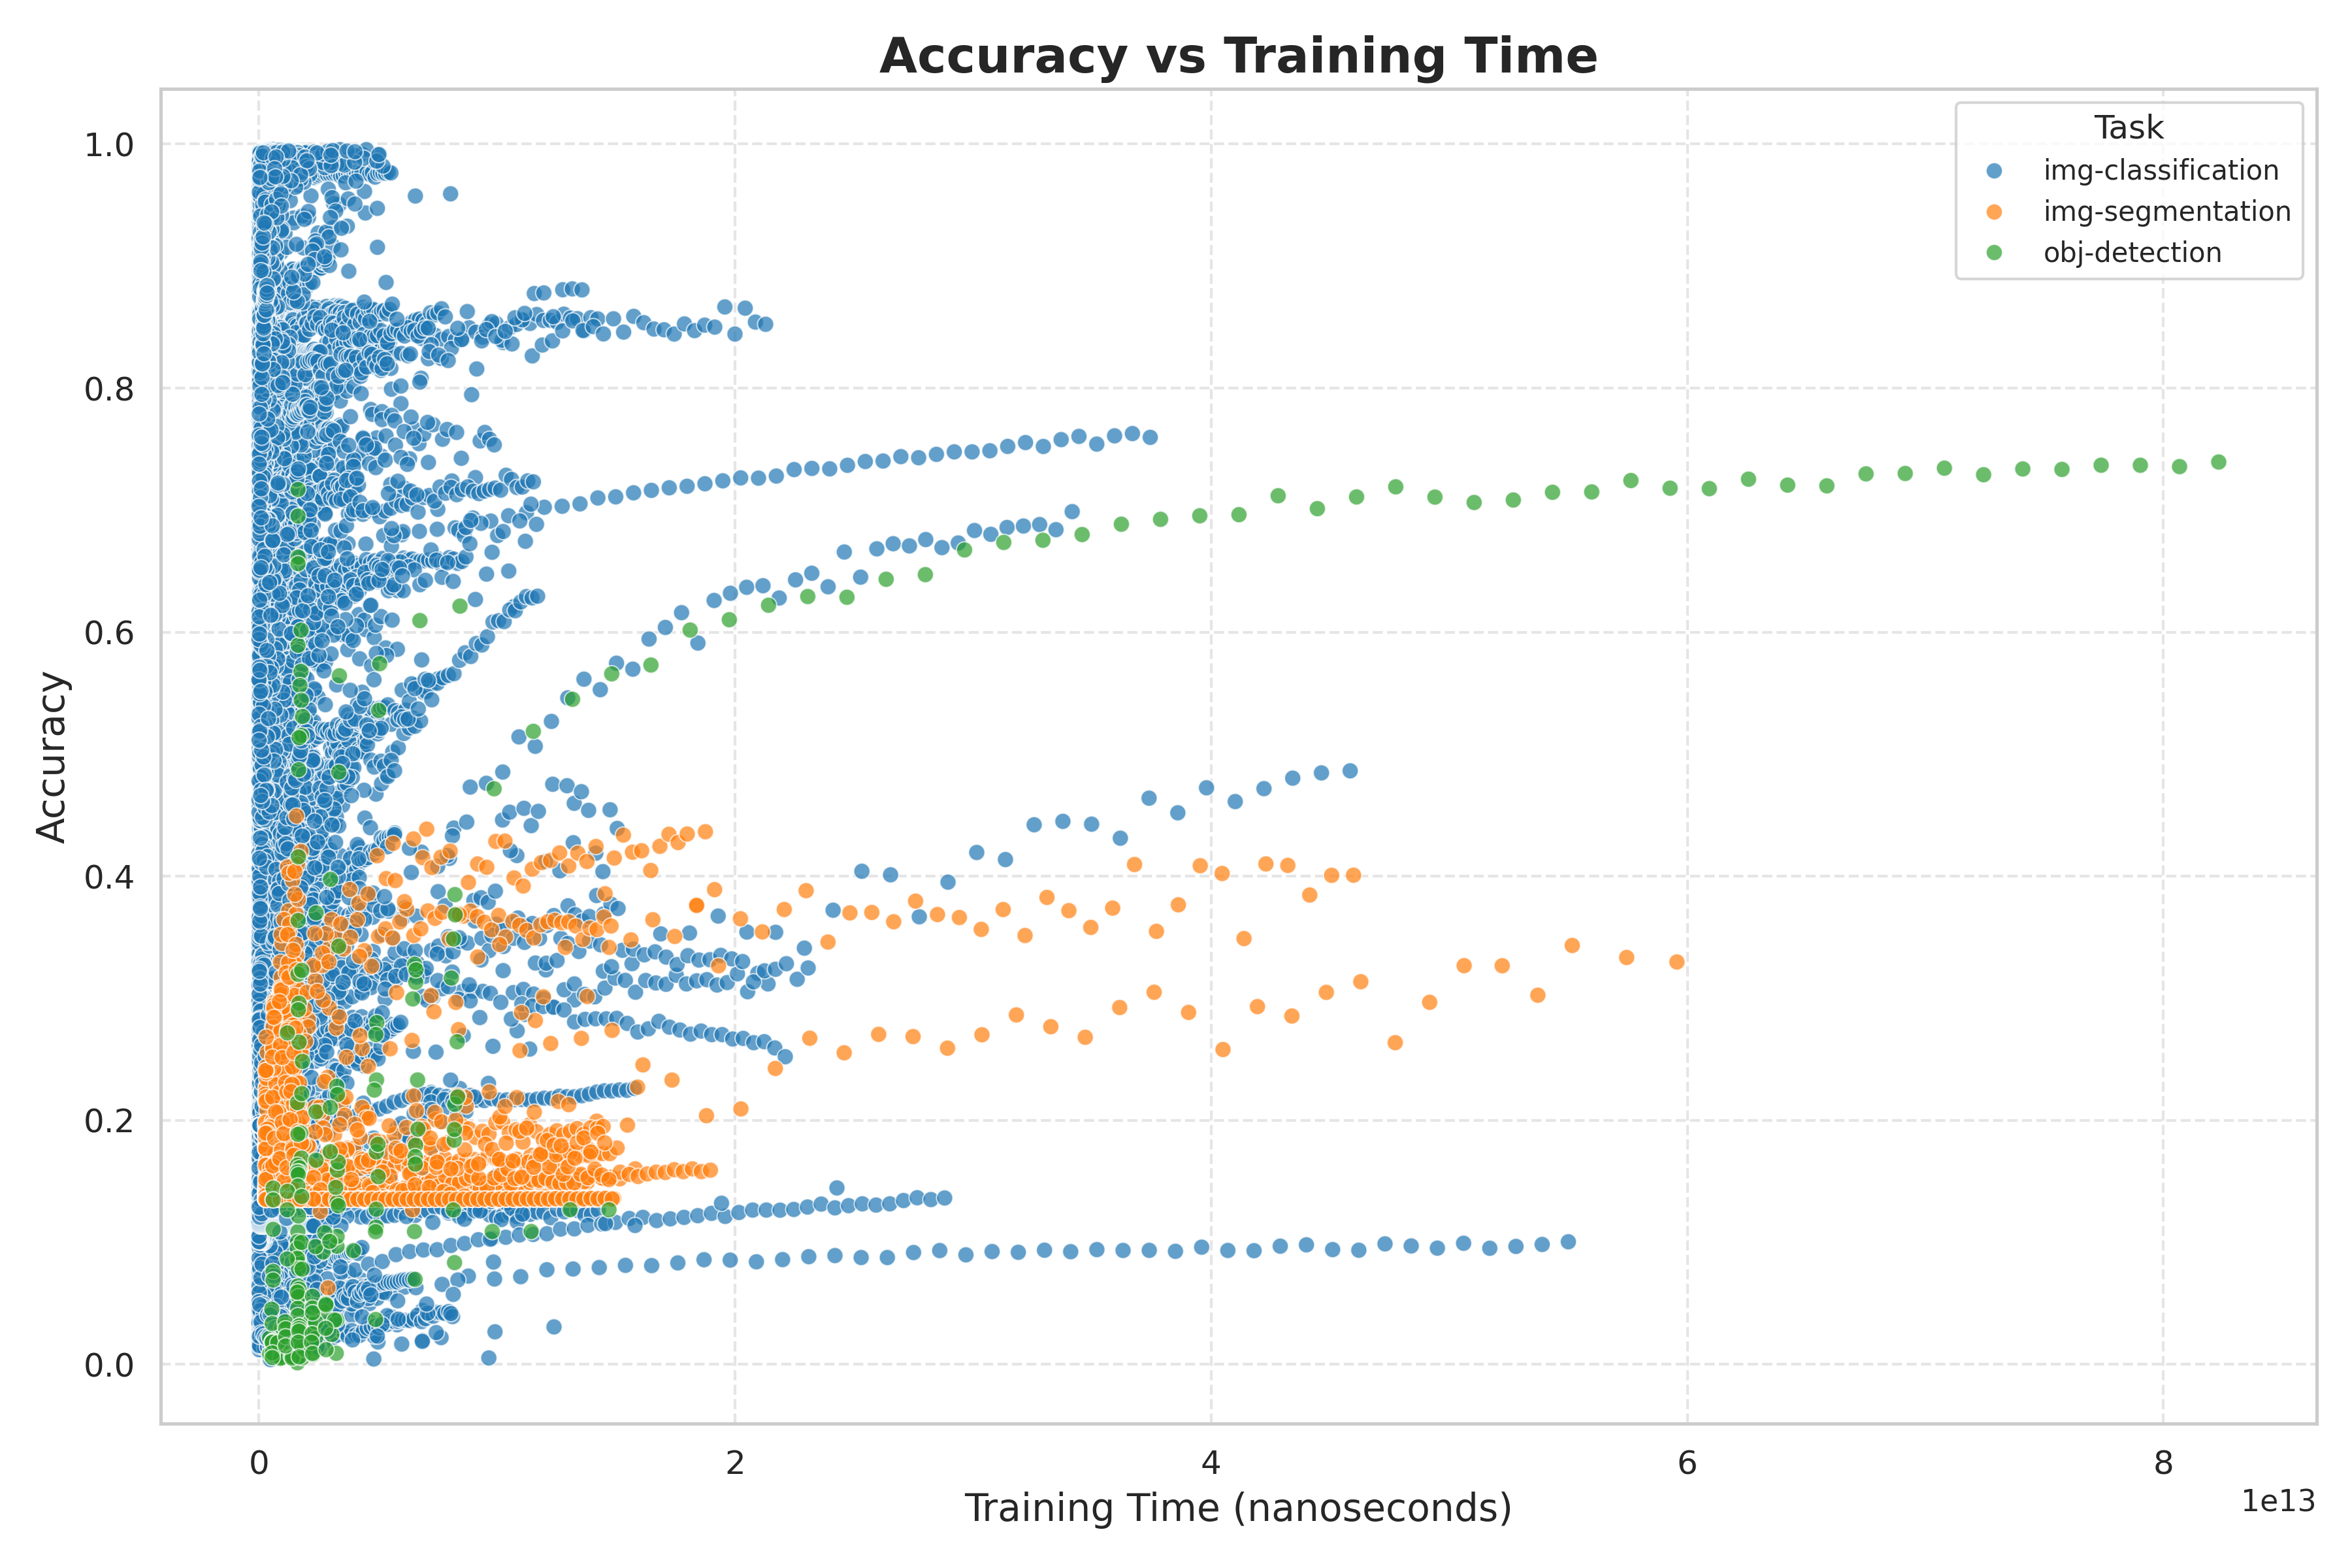 Accuracy vs Training Time
Task
img-classification
img-segmentation
obj-detection
1.0
0.8
0.6
0.4
0.2
0.0
Accuracy
0 2 4 6 8
1e13
Training Time (nanoseconds)